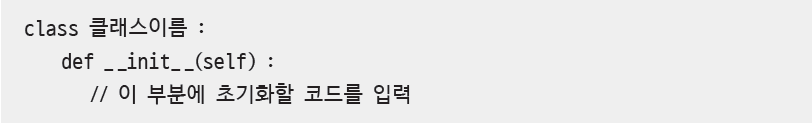 class 클래스이름 :
def __init__(self) :
// 이 부분에 초기화할 코드를 입력